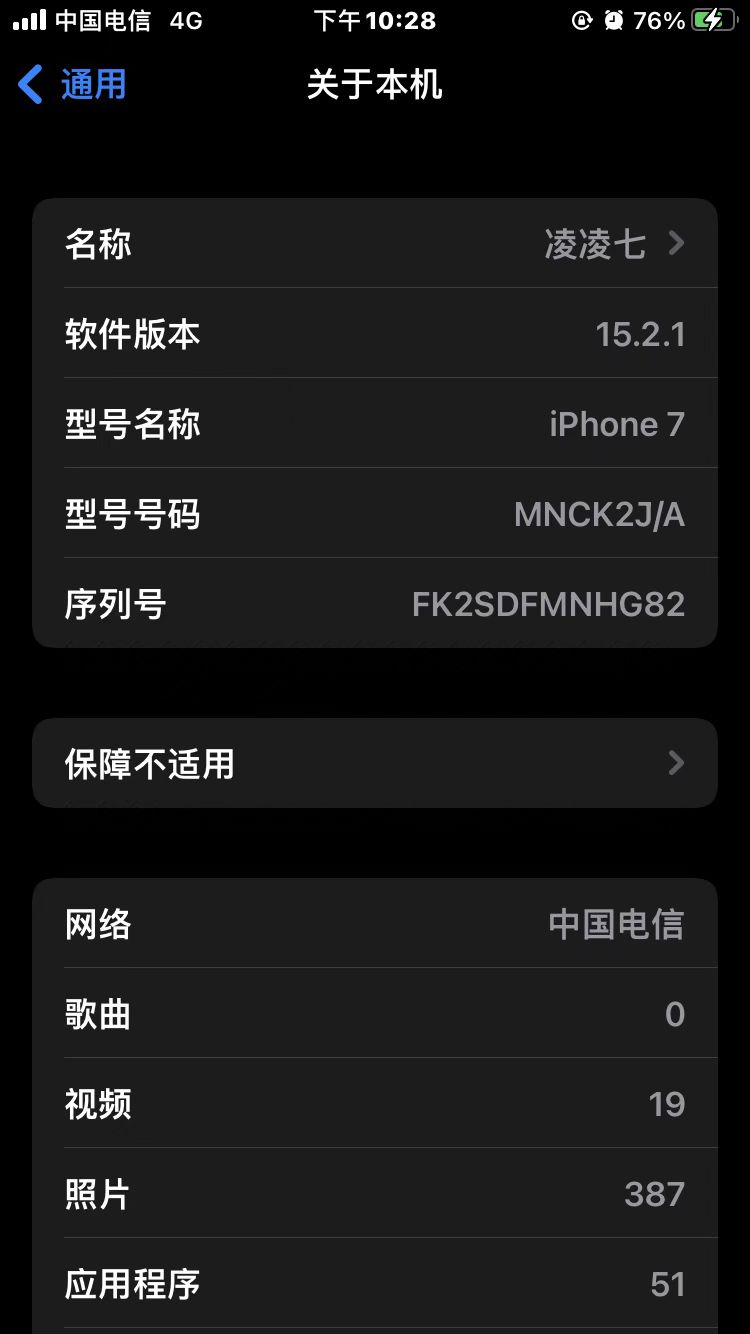 中国电信 4G 下午10:28 76%
通用 关于本机
名称 凌凌七
软件版本 15.2.1
型号名称 iPhone 7
型号号码 MNCK2J/A
序列号 FK2SDFMNHG82
保障不适用
网络 中国电信
歌曲 0
视频 19
照片 387
应用程序 51